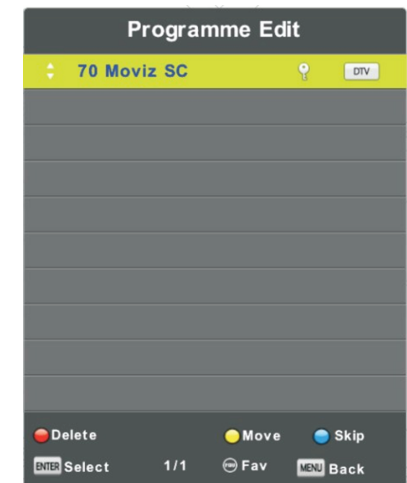 Programme Edit
70 Moviz SC DTV
Delete Move Skip
ENTER Select 1/1 FAV Fav MENU Back